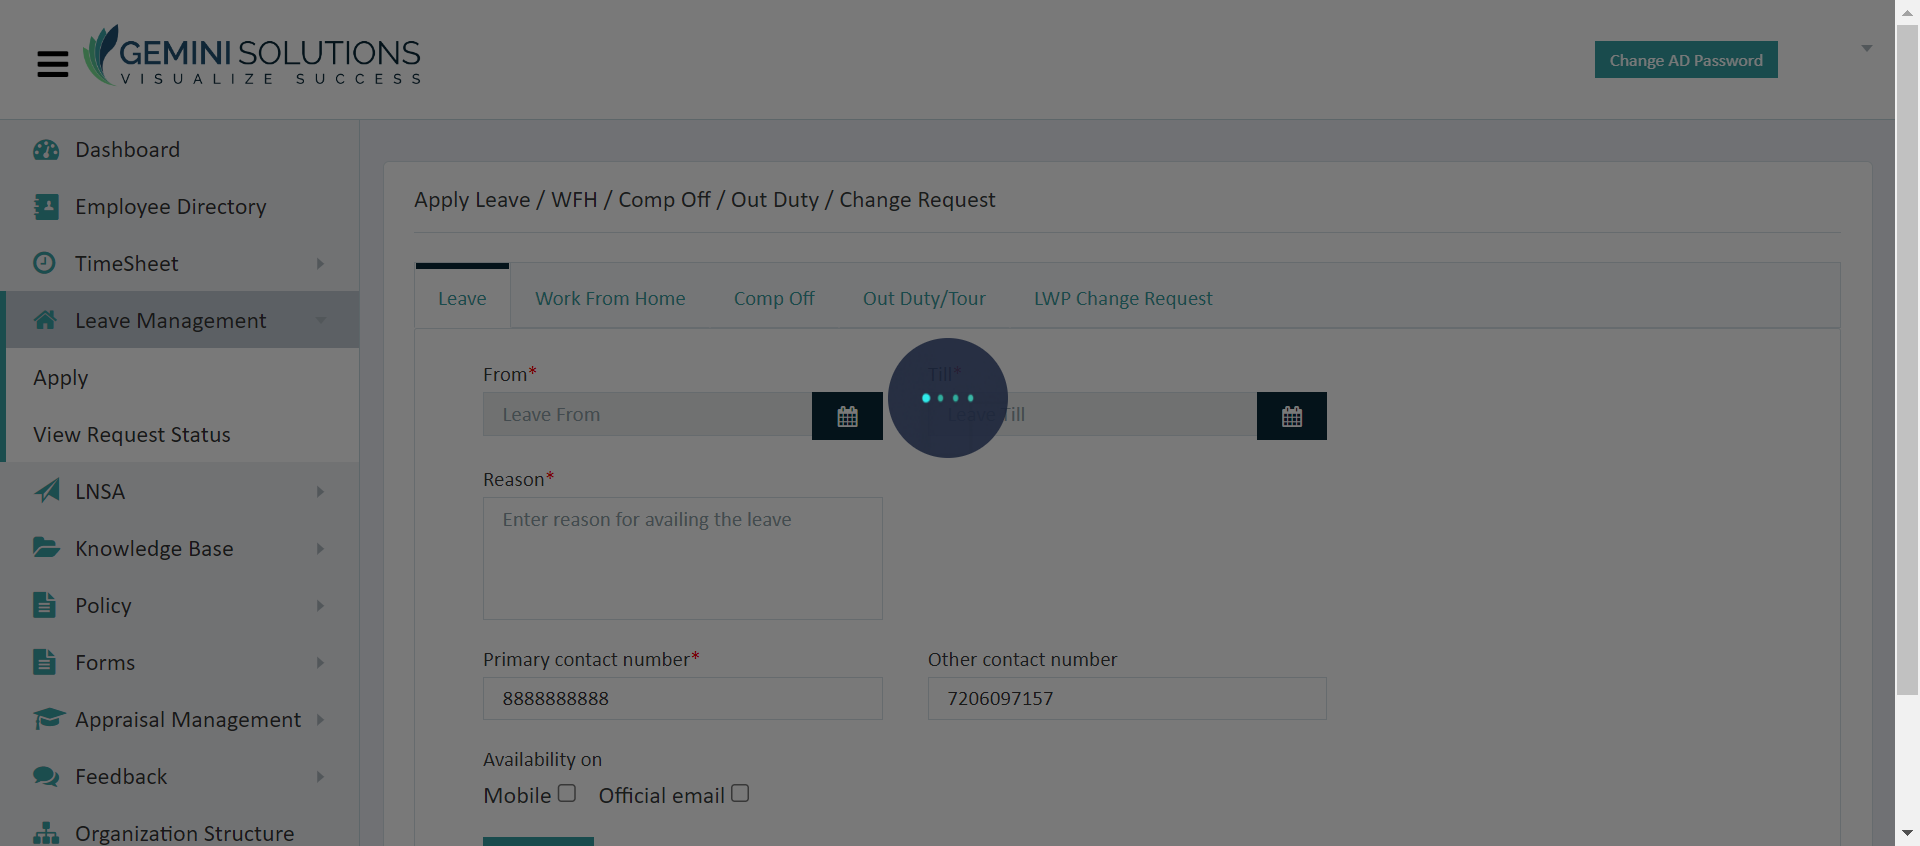 GEMINI SOLUTIONS
VISUALIZE SUCCESS
Change AD Password
Dashboard
Employee Directory
TimeSheet
Leave Management
Apply
View Request Status
LNSA
Knowledge Base
Policy
Forms
Appraisal Management
Feedback
Organization Structure
Apply Leave / WFH / Comp Off / Out Duty / Change Request
Leave Work From Home Comp Off Out Duty/Tour LWP Change Request
From* Till*
Leave From Leave Till
Reason*
Enter reason for availing the leave
Primary contact number* Other contact number
8888888888 7206097157
Availability on
Mobile Official email